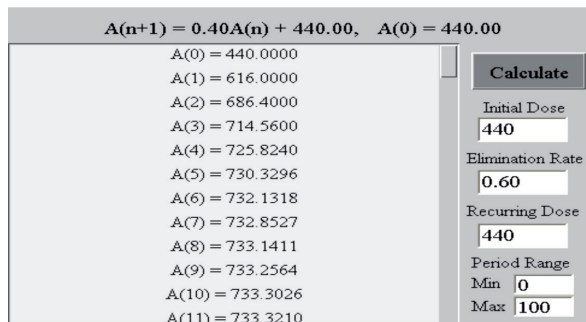 A(n+1) = 0.40A(n) + 440.00, A(0) = 440.00
A(0) = 440.0000
A(1) = 616.0000
A(2) = 686.4000
A(3) = 714.5600
A(4) = 725.8240
A(5) = 730.3296
A(6) = 732.1318
A(7) = 732.8527
A(8) = 733.1411
A(9) = 733.2564
A(10) = 733.3026
A(11) = 733.3210
Calculate
Initial Dose
440
Elimination Rate
0.60
Recurring Dose
440
Period Range
Min 0
Max 100